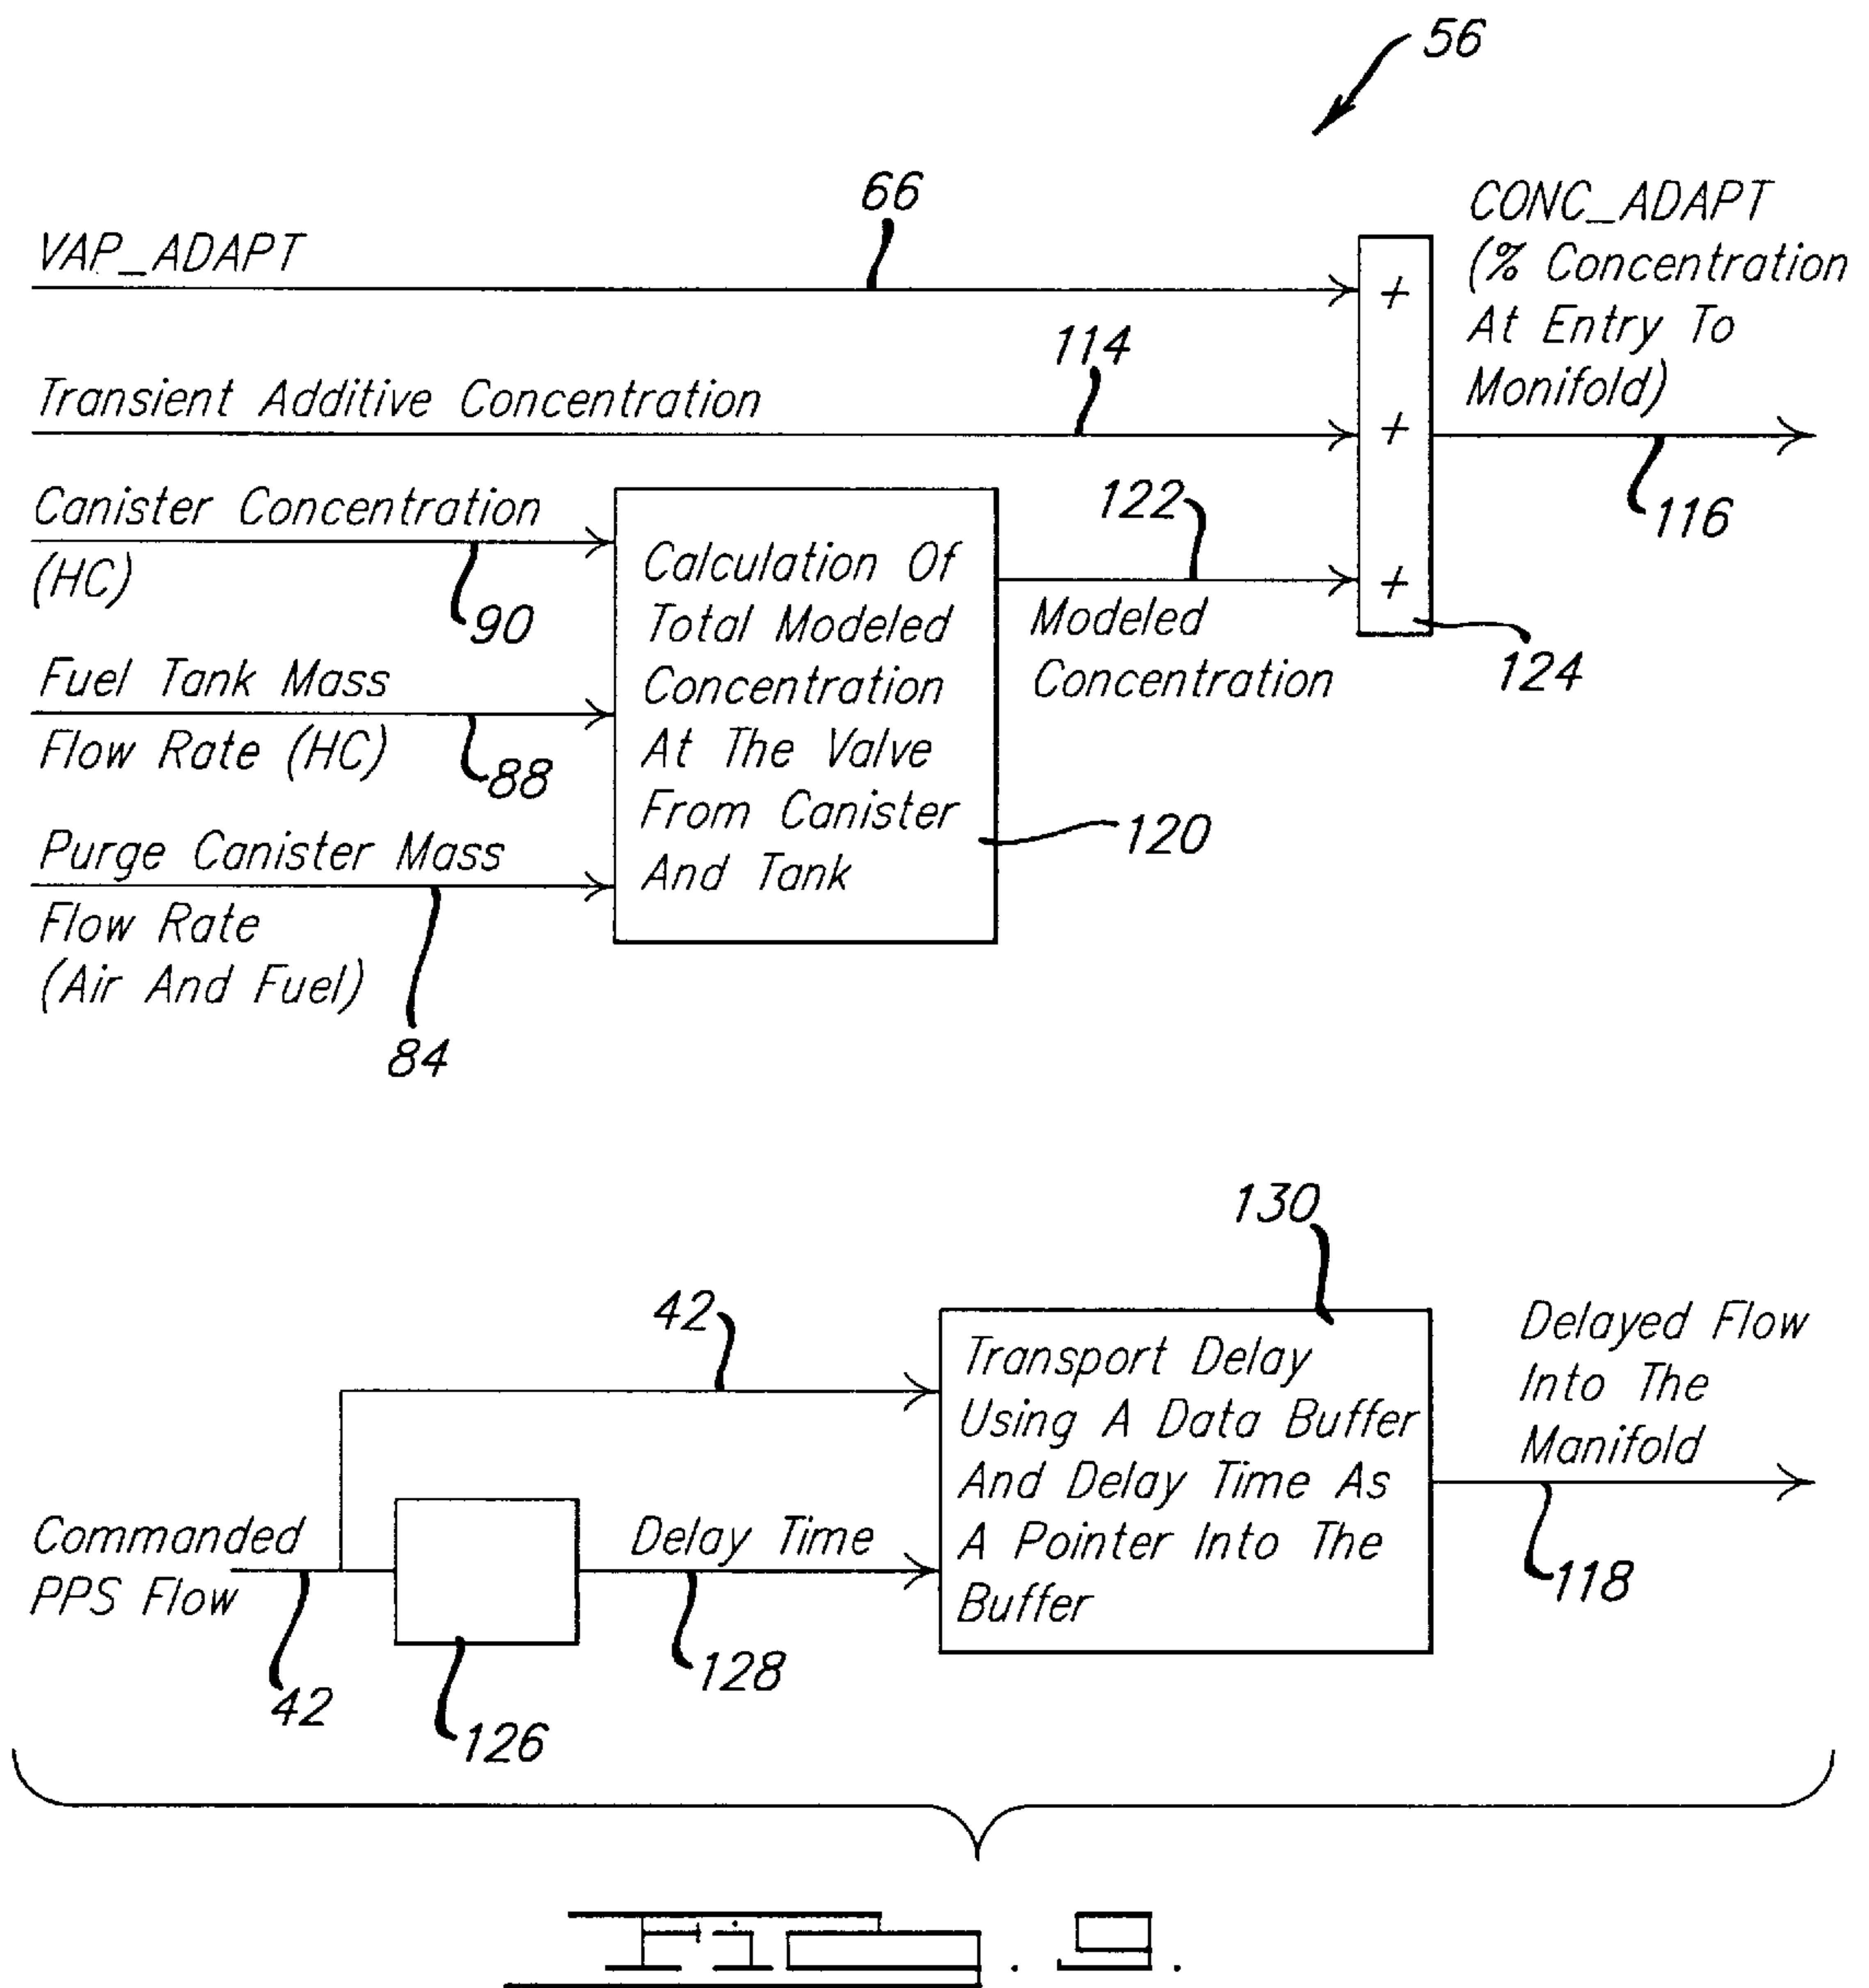 56
66
VAP_ADAPT
CONC_ADAPT
(% Concentration
At Entry To
Monifold)
114
Transient Additive Concentration
116
Canister Concentration
(HC)
90
Fuel Tank Mass
Flow Rate (HC)
88
Purge Canister Mass
Flow Rate
(Air And Fuel)
84
Calculation Of
Total Modeled
Concentration
At The Valve
From Canister
And Tank
120
122
Modeled
Concentration
+
+
+
124
130
42
Transport Delay
Using A Data Buffer
And Delay Time As
A Pointer Into The
Buffer
Delayed Flow
Into The
Manifold
118
Commanded
PPS Flow
42
126
Delay Time
128
Fig. 9.